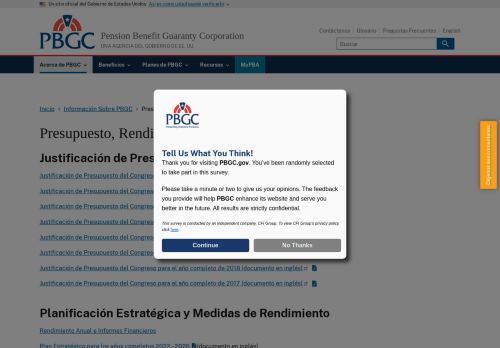 Un sitio oficial del Gobierno de Estados Unidos Así es como usted puede verificarlo
PBGC
Pension Benefit Guaranty Corporation
UNA AGENCIA DEL GOBIERNO DE EE. UU.
Contáctenos Glosario Preguntas Frecuentes English
Buscar
Acerca de PBGC Beneficios Planes de PBGC Recursos MyPBA
Inicio > Información Sobre PBGC >
Presupuesto, Rendi
Justificación de Pres
Justificación de Presupuesto del Congreso
Justificación de Presupuesto del Congreso
Justificación de Presupuesto del Congreso
Justificación de Presupuesto del Congreso
Justificación de Presupuesto del Congreso
Justificación de Presupuesto del Congreso
Justificación de Presupuesto del Congreso para el año completo de 2018 (documento en inglés)
Justificación de Presupuesto del Congreso para el año completo de 2017 (documento en inglés)
Planificación Estratégica y Medidas de Rendimiento
Rendimiento Anual e Informes Financieros
Plan Estratégico para los años completos 2022–2026 (documento en inglés)
PBGC
Protecting America's Pensions
Tell Us What You Think!
Thank you for visiting PBGC.gov. You've been randomly selected
to take part in this survey.
Please take a minute or two to give us your opinions. The feedback
you provide will help PBGC enhance its website and serve you
better in the future. All results are strictly confidential.
This survey is conducted by an independent company, CFI Group. To view CFI Group's privacy policy
click here.
Continue No Thanks